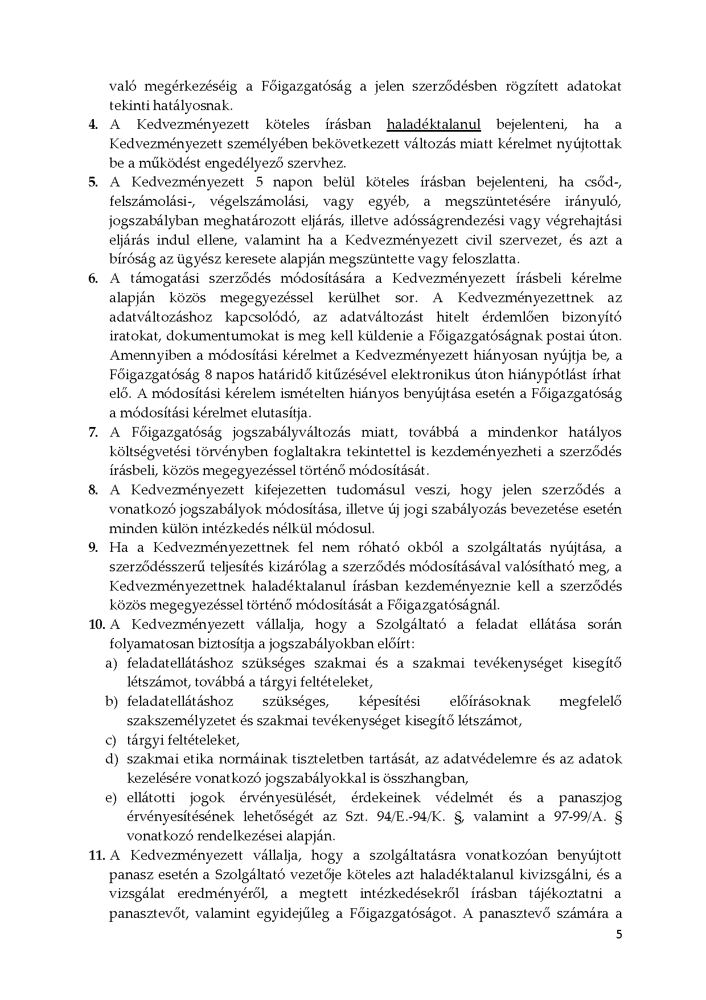 való megérkezéséig a Főigazgatóság a jelen szerződésben rögzített adatokat
tekinti hatályosnak.
4. A Kedvezményezett köteles írásban haladéktalanul bejelenteni, ha a
Kedvezményezett személyében bekövetkezett változás miatt kérelmet nyújtottak
be a működést engedélyező szervhez.
5. A Kedvezményezett 5 napon belül köteles írásban bejelenteni, ha csőd-,
felszámolási-, végelszámolási, vagy egyéb, a megszüntetésére irányuló,
jogszabályban meghatározott eljárás, illetve adósságrendezési vagy végrehajtási
eljárás indul ellene, valamint ha a Kedvezményezett civil szervezet, és azt a
bíróság az ügyész keresete alapján megszüntette vagy feloszlatta.
6. A támogatási szerződés módosítására a Kedvezményezett írásbeli kérelme
alapján közös megegyezéssel kerülhet sor. A Kedvezményezettnek az
adatváltozáshoz kapcsolódó, az adatváltozást hitelt érdemlően bizonyító
iratokat, dokumentumokat is meg kell küldenie a Főigazgatóságnak postai úton.
Amennyiben a módosítási kérelmet a Kedvezményezett hiányosan nyújtja be, a
Főigazgatóság 8 napos határidő kitűzésével elektronikus úton hiánypótlást írhat
elő. A módosítási kérelem ismételten hiányos benyújtása esetén a Főigazgatóság
a módosítási kérelmet elutasítja.
7. A Főigazgatóság jogszabályváltozás miatt, továbbá a mindenkor hatályos
költségvetési törvényben foglaltakra tekintettel is kezdeményezheti a szerződés
írásbeli, közös megegyezéssel történő módosítását.
8. A Kedvezményezett kifejezetten tudomásul veszi, hogy jelen szerződés a
vonatkozó jogszabályok módosítása, illetve új jogi szabályozás bevezetése esetén
minden külön intézkedés nélkül módosul.
9. Ha a Kedvezményezettnek fel nem róható okból a szolgáltatás nyújtása, a
szerződésszerű teljesítés kizárólag a szerződés módosításával valósítható meg, a
Kedvezményezettnek haladéktalanul írásban kezdeményeznie kell a szerződés
közös megegyezéssel történő módosítását a Főigazgatóságnál.
10. A Kedvezményezett vállalja, hogy a Szolgáltató a feladat ellátása során
folyamatosan biztosítja a jogszabályokban előírt:
a) feladatellátáshoz szükséges szakmai és a szakmai tevékenységet kisegítő
létszámot, továbbá a tárgyi feltételeket,
b) feladatellátáshoz szükséges, képesítési előírásoknak megfelelő
szakszemélyzetet és szakmai tevékenységet kisegítő létszámot,
c) tárgyi feltételeket,
d) szakmai etika normáinak tiszteletben tartását, az adatvédelemre és az adatok
kezelésére vonatkozó jogszabályokkal is összhangban,
e) ellátotti jogok érvényesülését, érdekeinek védelmét és a panaszjog
érvényesítésének lehetőségét az Szt. 94/E.-94/K. §, valamint a 97-99/A. §
vonatkozó rendelkezései alapján.
11. A Kedvezményezett vállalja, hogy a szolgáltatásra vonatkozóan benyújtott
panasz esetén a Szolgáltató vezetője köteles azt haladéktalanul kivizsgálni, és a
vizsgálat eredményéről, a megtett intézkedésekről írásban tájékoztatni a
panasztevőt, valamint egyidejűleg a Főigazgatóságot. A panasztevő számára a
5